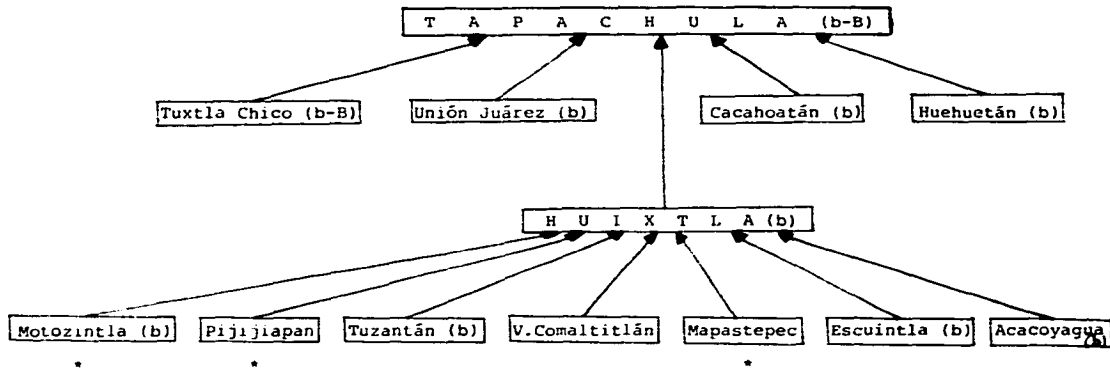 T A P A C H U L A (b-B)
Tuxtla Chico (b-B) Unión Juárez (b) Cacahoatán (b) Huehuetán (b)
H U I X T L A (b)
Motozintla (b) Pijijiapan Tuzantán (b) V.Comaltitlán Mapastepec Escuintla (b) Acacoyagua (b)
* * *